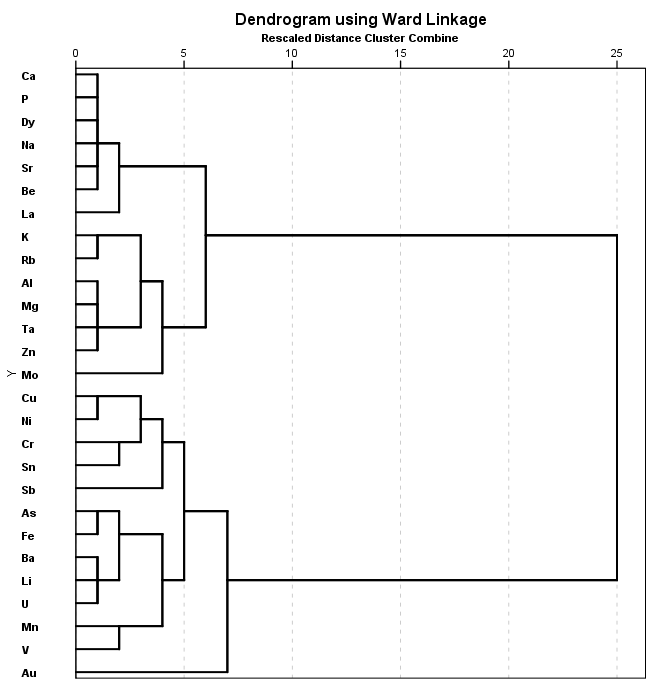 Dendrogram using Ward Linkage
Rescaled Distance Cluster Combine
0 5 10 15 20 25
Ca
P
Dy
Na
Sr
Be
La
K
Rb
Al
Mg
Ta
Zn
Mo
Y
Cu
Ni
Cr
Sn
Sb
As
Fe
Ba
Li
U
Mn
V
Au